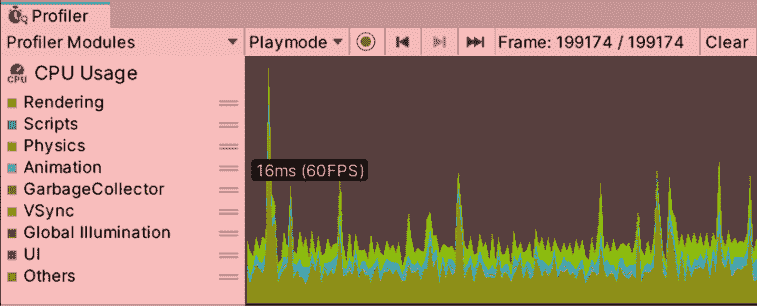 Profiler
Profiler Modules
Playmode
Frame: 199174 / 199174
Clear
CPU
CPU Usage
Rendering
Scripts
Physics
Animation
GarbageCollector
VSync
Global Illumination
UI
Others
16ms (60FPS)